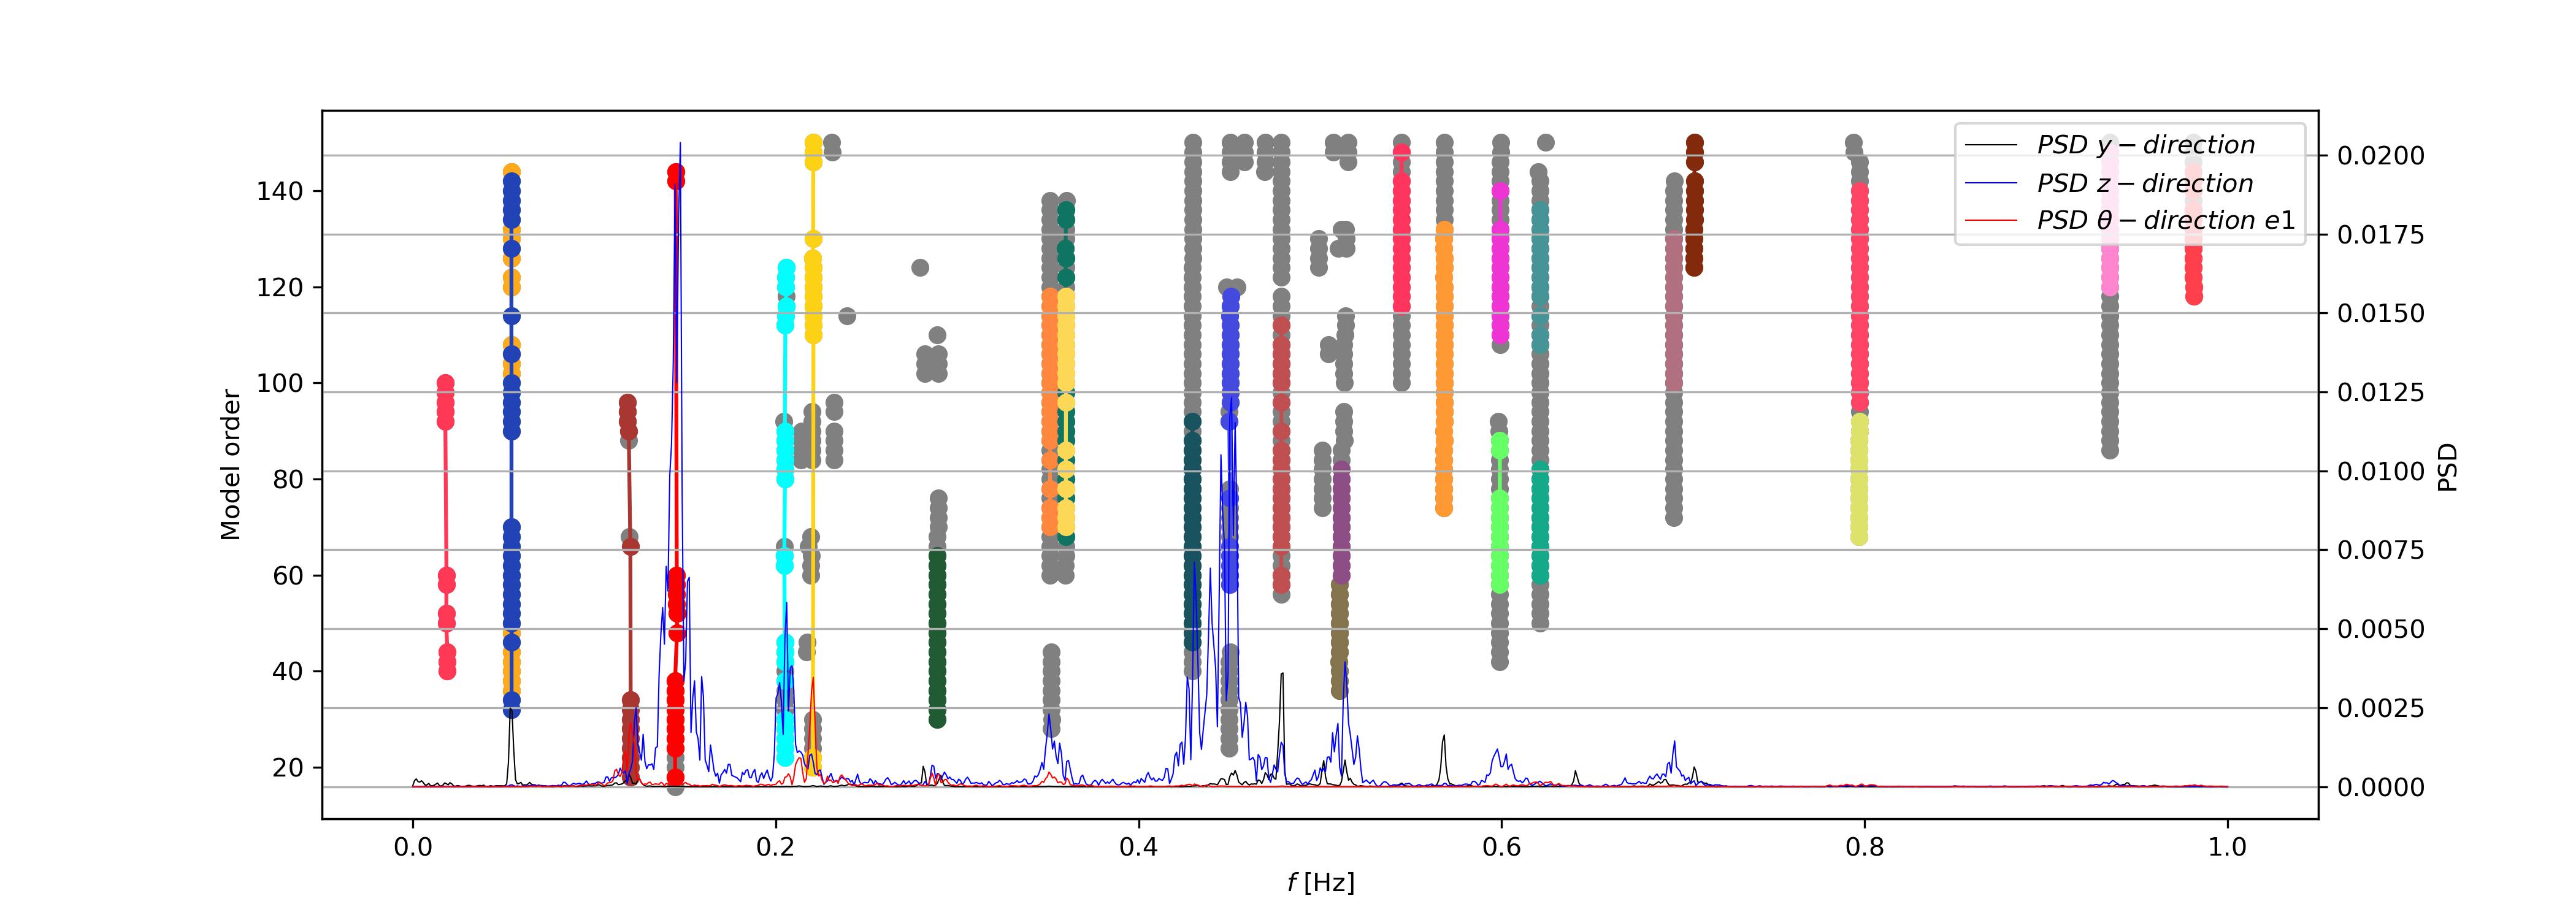 PSD y − direction
PSD z − direction
PSD θ − direction e1
Model order
140
120
100
80
60
40
20
0.0200
0.0175
0.0150
0.0125
0.0100
0.0075
0.0050
0.0025
0.0000
PSD
0.0 0.2 0.4 0.6 0.8 1.0
f [Hz]